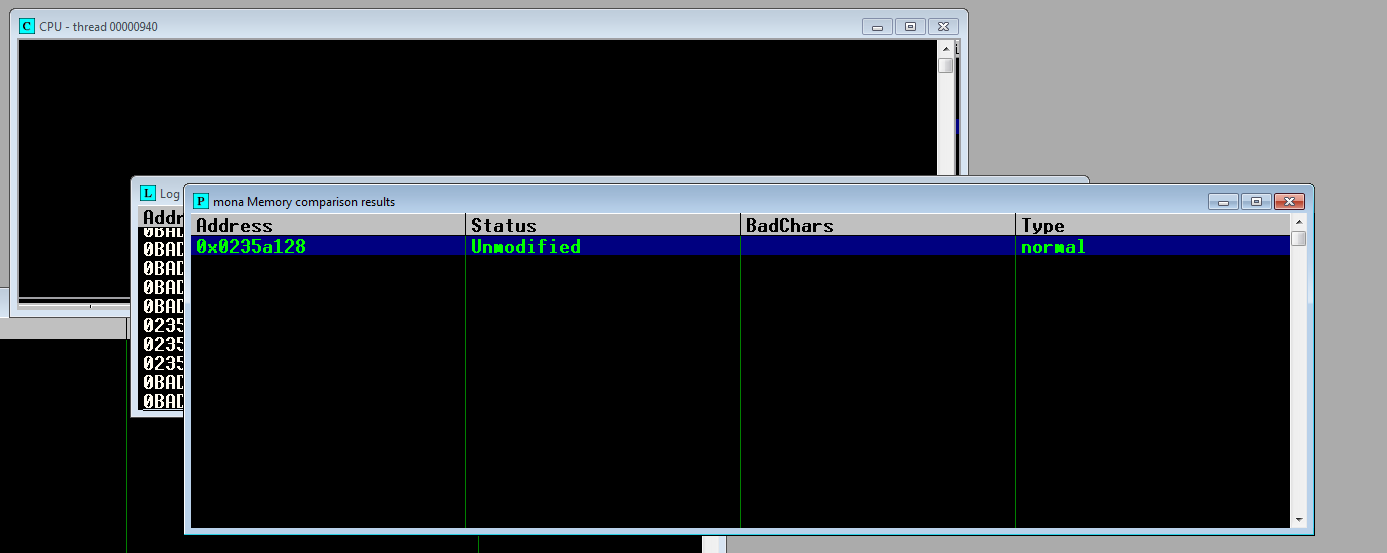 C CPU - thread 00000940
L Log
Addr
0BAD
0BAD
0BAD
0BAD
0BAD
0235
0235
0235
0BAD
0BAD
P mona Memory comparison results
Address Status BadChars Type
0x0235a128 Unmodified normal